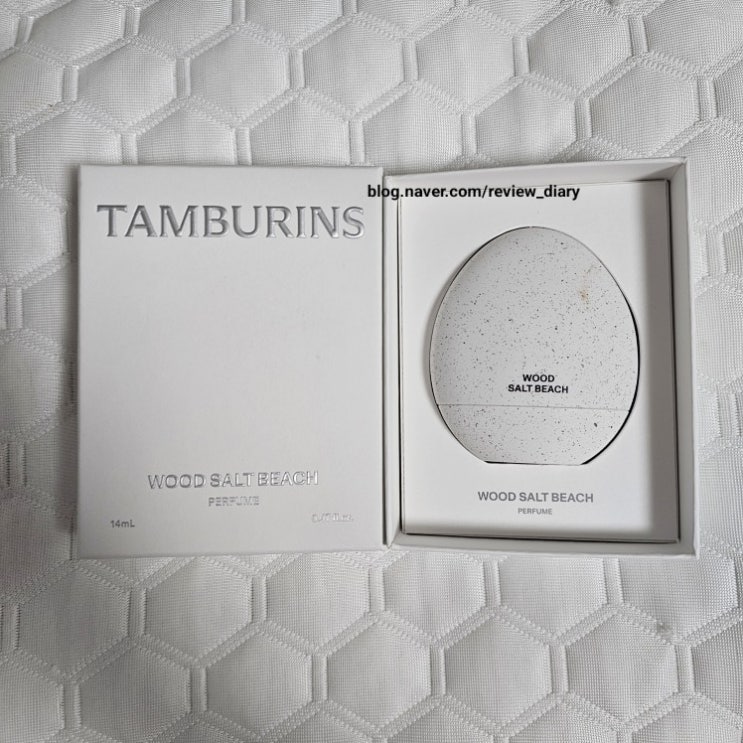 blog.naver.com/review_diary
TAMBURINS
WOOD SALT BEACH
PERFUME
14mL
WOOD
SALT BEACH
WOOD SALT BEACH
PERFUME